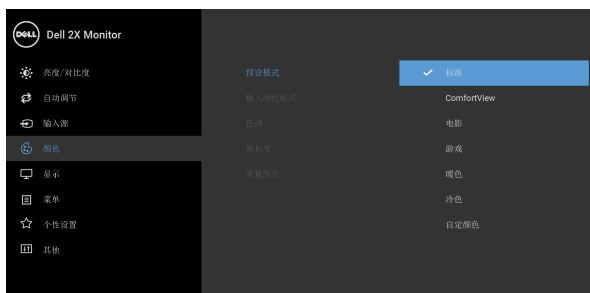 DELL Dell 2X Monitor
亮度/对比度
自动调节
输入源
颜色
显示
菜单
个性设置
其他
预设模式
输入颜色格式
色调
饱和度
重置颜色
标准
ComfortView
电影
游戏
暖色
冷色
自定颜色